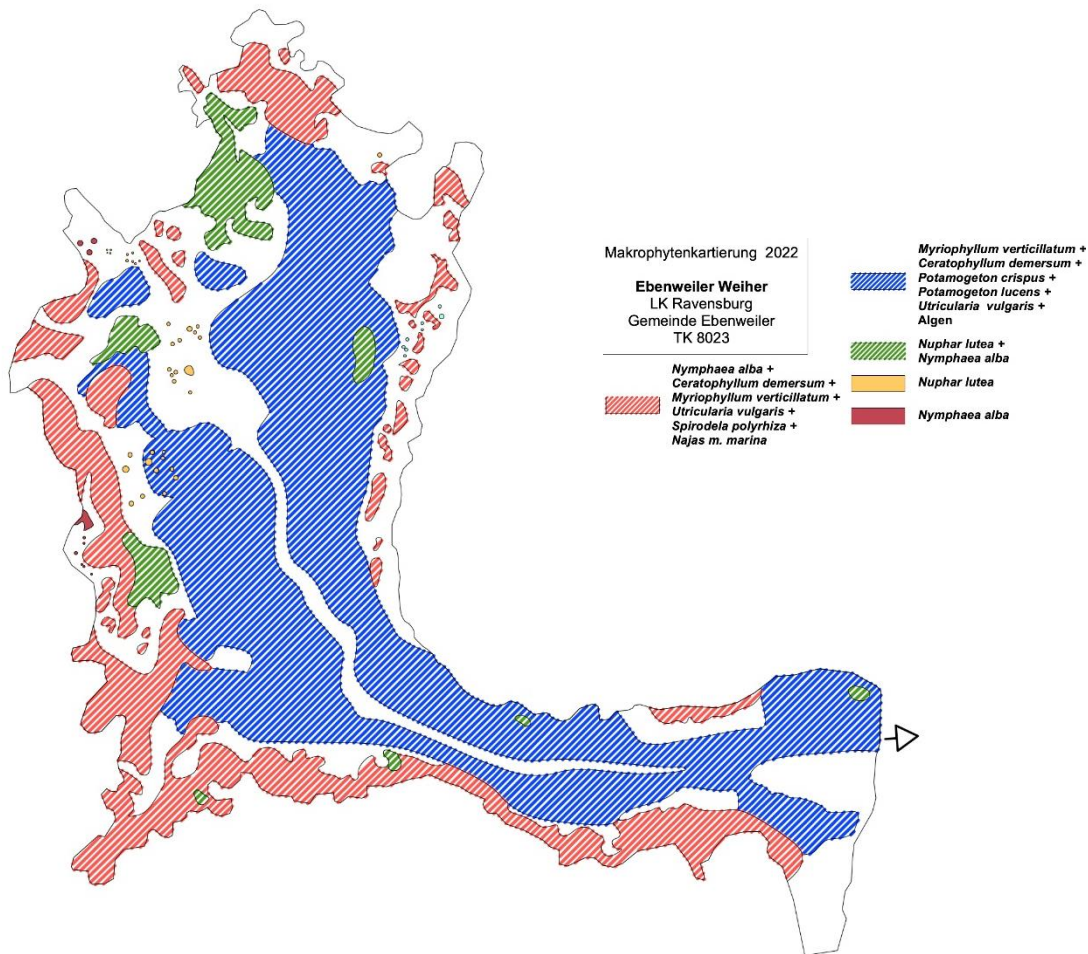 Makrophytenkartierung 2022
Ebenweiler Weiher
LK Ravensburg
Gemeinde Ebenweiler
TK 8023
Nymphaea alba +
Ceratophyllum demersum +
Myriophyllum verticillatum +
Utricularia vulgaris +
Spirodela polyrhiza +
Najas m. marina
Myriophyllum verticillatum +
Ceratophyllum demersum +
Potamogeton crispus +
Potamogeton lucens +
Utricularia vulgaris +
Algen
Nuphar lutea +
Nymphaea alba
Nuphar lutea
Nymphaea alba